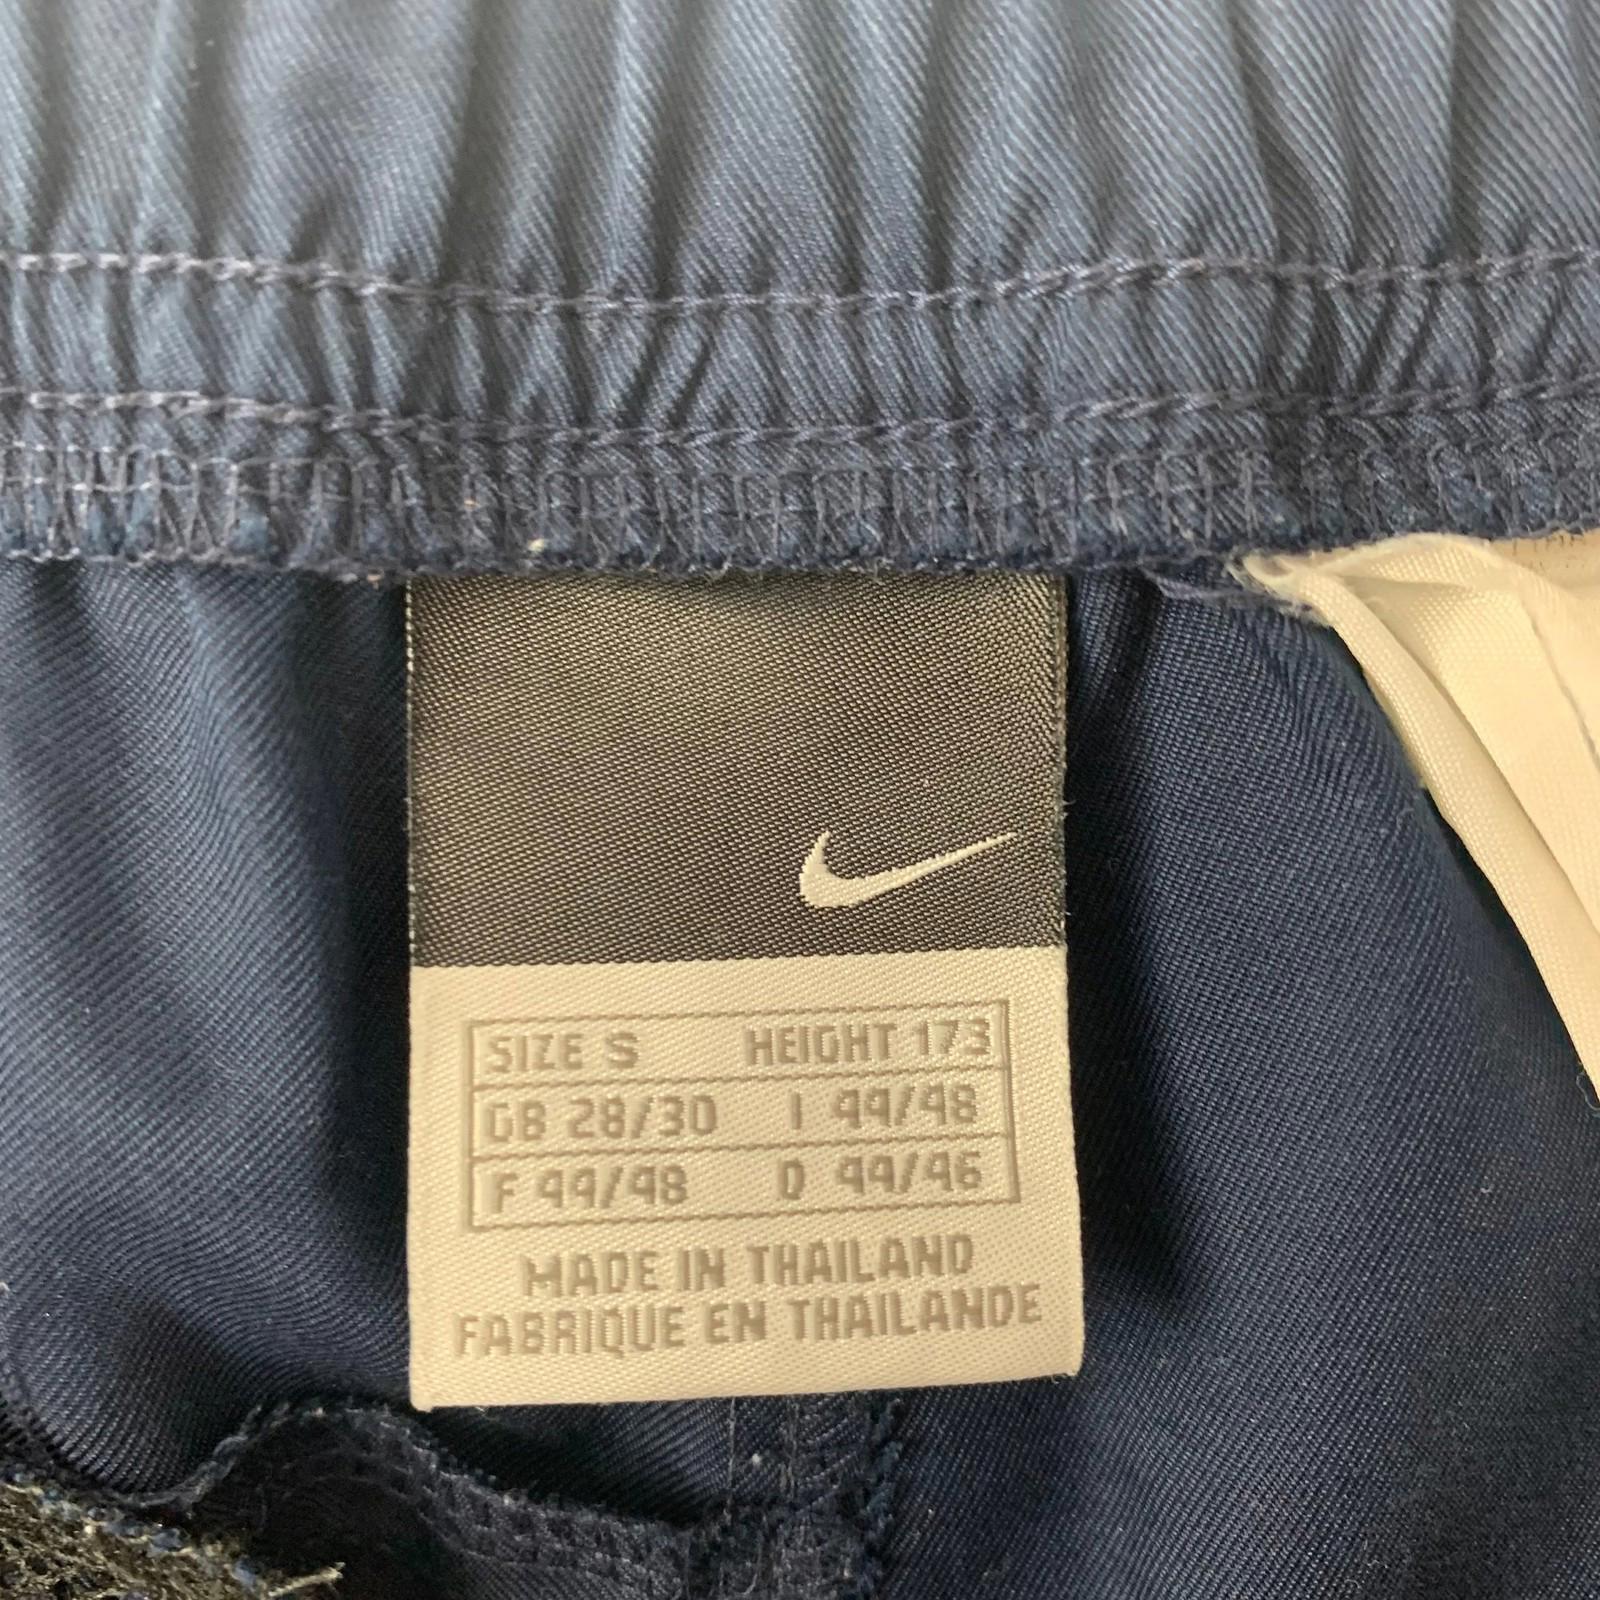 SIZE S HEIGHT 173
GB 28/30 I 44/48
F 44/48 D 44/46
MADE IN THAILAND
FABRIQUE EN THAILANDE